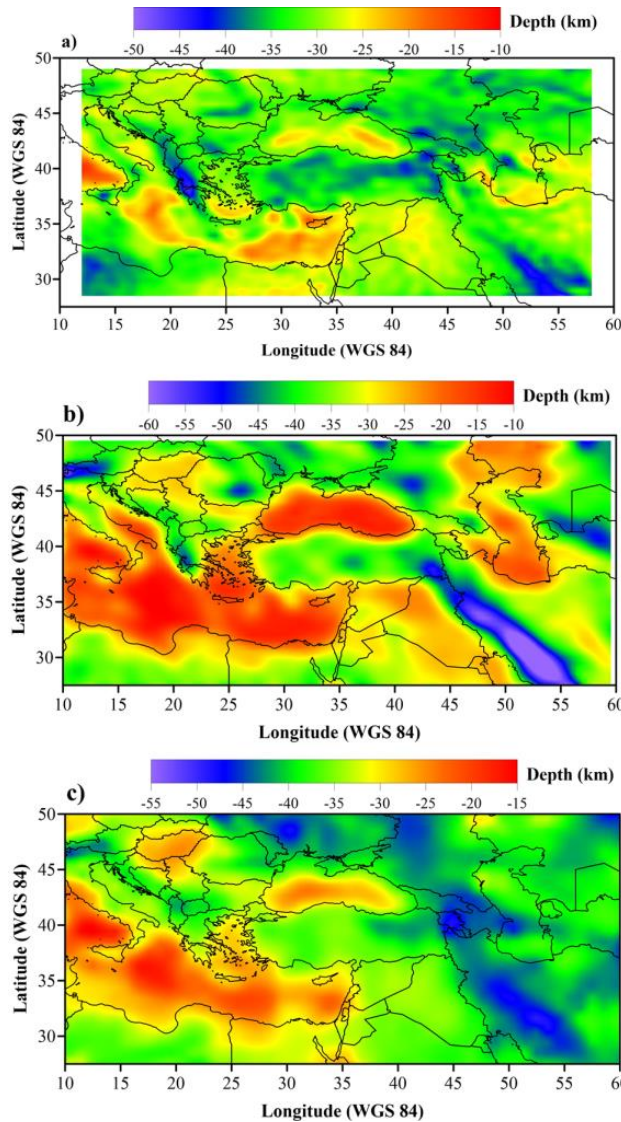 Depth (km)
-50 -45 -40 -35 -30 -25 -20 -15 -10
a)
50
45
40
35
30
Latitude (WGS 84)
10 15 20 25 30 35 40 45 50 55 60
Longitude (WGS 84)
Depth (km)
-60 -55 -50 -45 -40 -35 -30 -25 -20 -15 -10
b)
50
45
40
35
30
Latitude (WGS 84)
10 15 20 25 30 35 40 45 50 55 60
Longitude (WGS 84)
Depth (km)
-55 -50 -45 -40 -35 -30 -25 -20 -15
c)
50
45
40
35
30
Latitude (WGS 84)
10 15 20 25 30 35 40 45 50 55 60
Longitude (WGS 84)